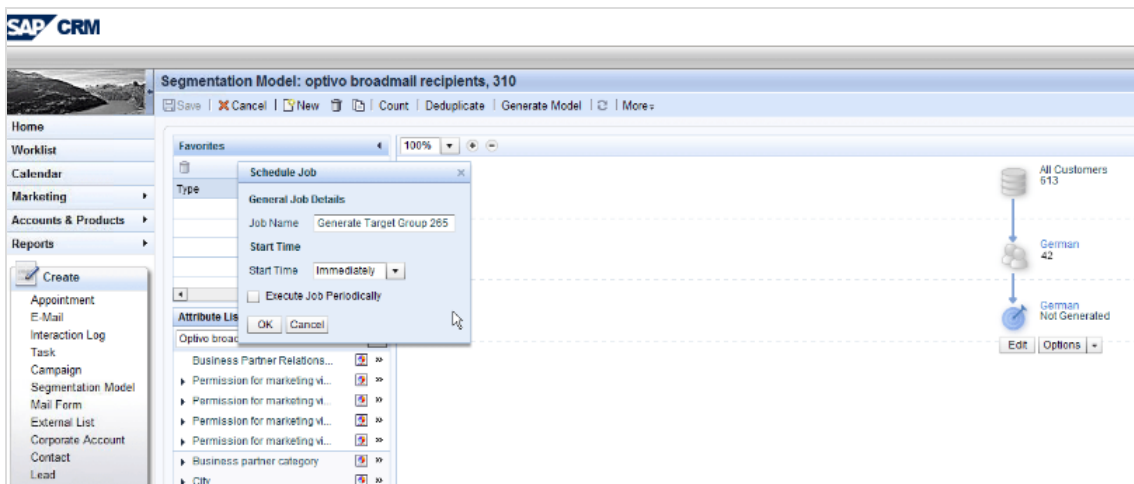 SAP CRM
Segmentation Model: optivo broadmail recipients, 310
Save Cancel New Count Deduplicate Generate Model More
Home
Worklist
Calendar
Marketing
Accounts & Products
Reports
Create
Appointment
E-Mail
Interaction Log
Task
Campaign
Segmentation Model
Mail Form
External List
Corporate Account
Contact
Lead
Favorites
Type
100%
Schedule Job
General Job Details
Job Name Generate Target Group 265
Start Time
Start Time Immediately
Execute Job Periodically
OK Cancel
Attribute Lis
Optivo broad
Business Partner Relations...
Permission for marketing vi...
Permission for marketing vi...
Permission for marketing vi...
Permission for marketing vi...
Business partner category
City
All Customers
613
German
42
German
Not Generated
Edit Options